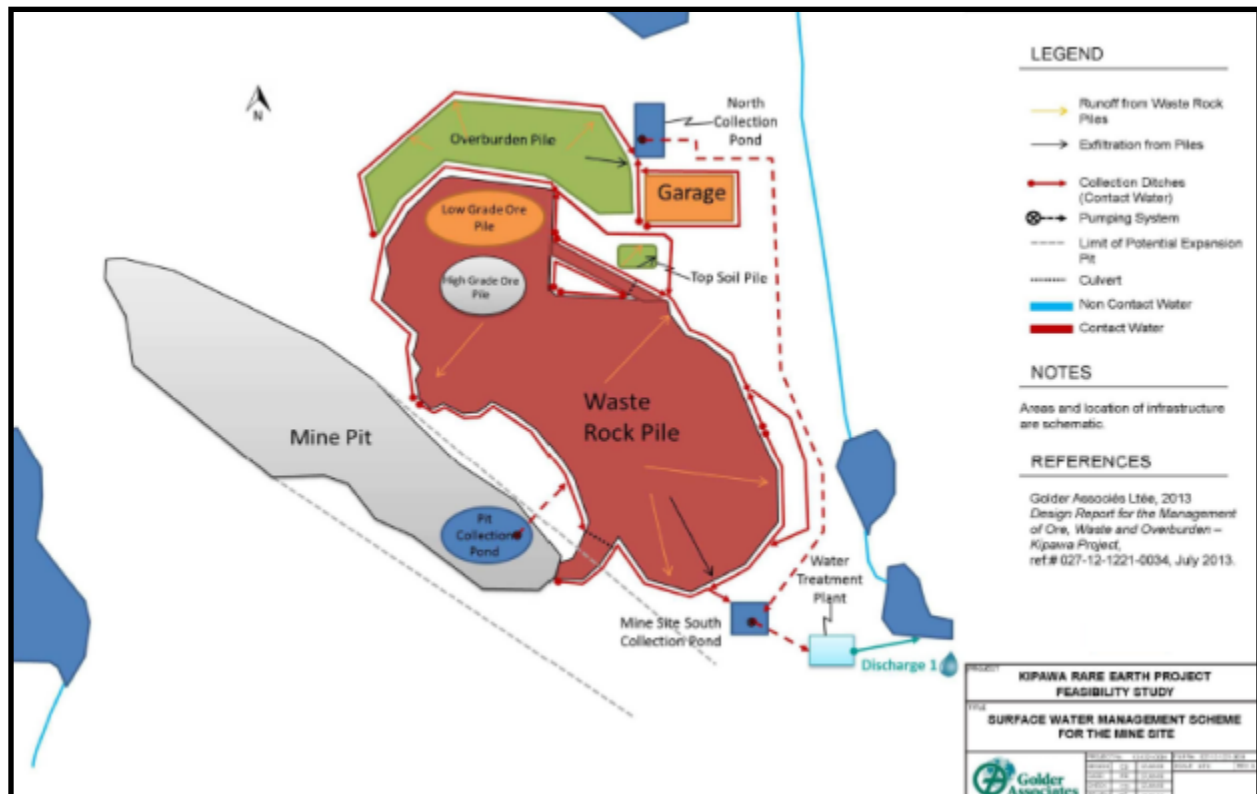 N
North
Collection
Pond
Overburden Pile
Garage
Low Grade Ore
Pile
High Grade Ore
Pile
Top Soil Pile
Waste
Rock Pile
Mine Pit
Pit
Collection
Pond
Water
Treatment
Plant
Mine Site South
Collection Pond
Discharge 1
LEGEND
Runoff from Waste Rock
Piles
Exfiltration from Piles
Collection Ditches
(Contact Water)
Pumping System
Limit of Potential Expansion
Pit
Culvert
Non Contact Water
Contact Water
NOTES
Areas and location of infrastructure
are schematic.
REFERENCES
Golder Associés Ltée, 2013
Design Report for the Management
of Ore, Waste and Overburden –
Kipawa Project,
ref.# 027-12-1221-0034, July 2013.
PROJECT
KIPAWA RARE EARTH PROJECT
FEASIBILITY STUDY
TITLE
SURFACE WATER MANAGEMENT SCHEME
FOR THE MINE SITE
Golder
Associates